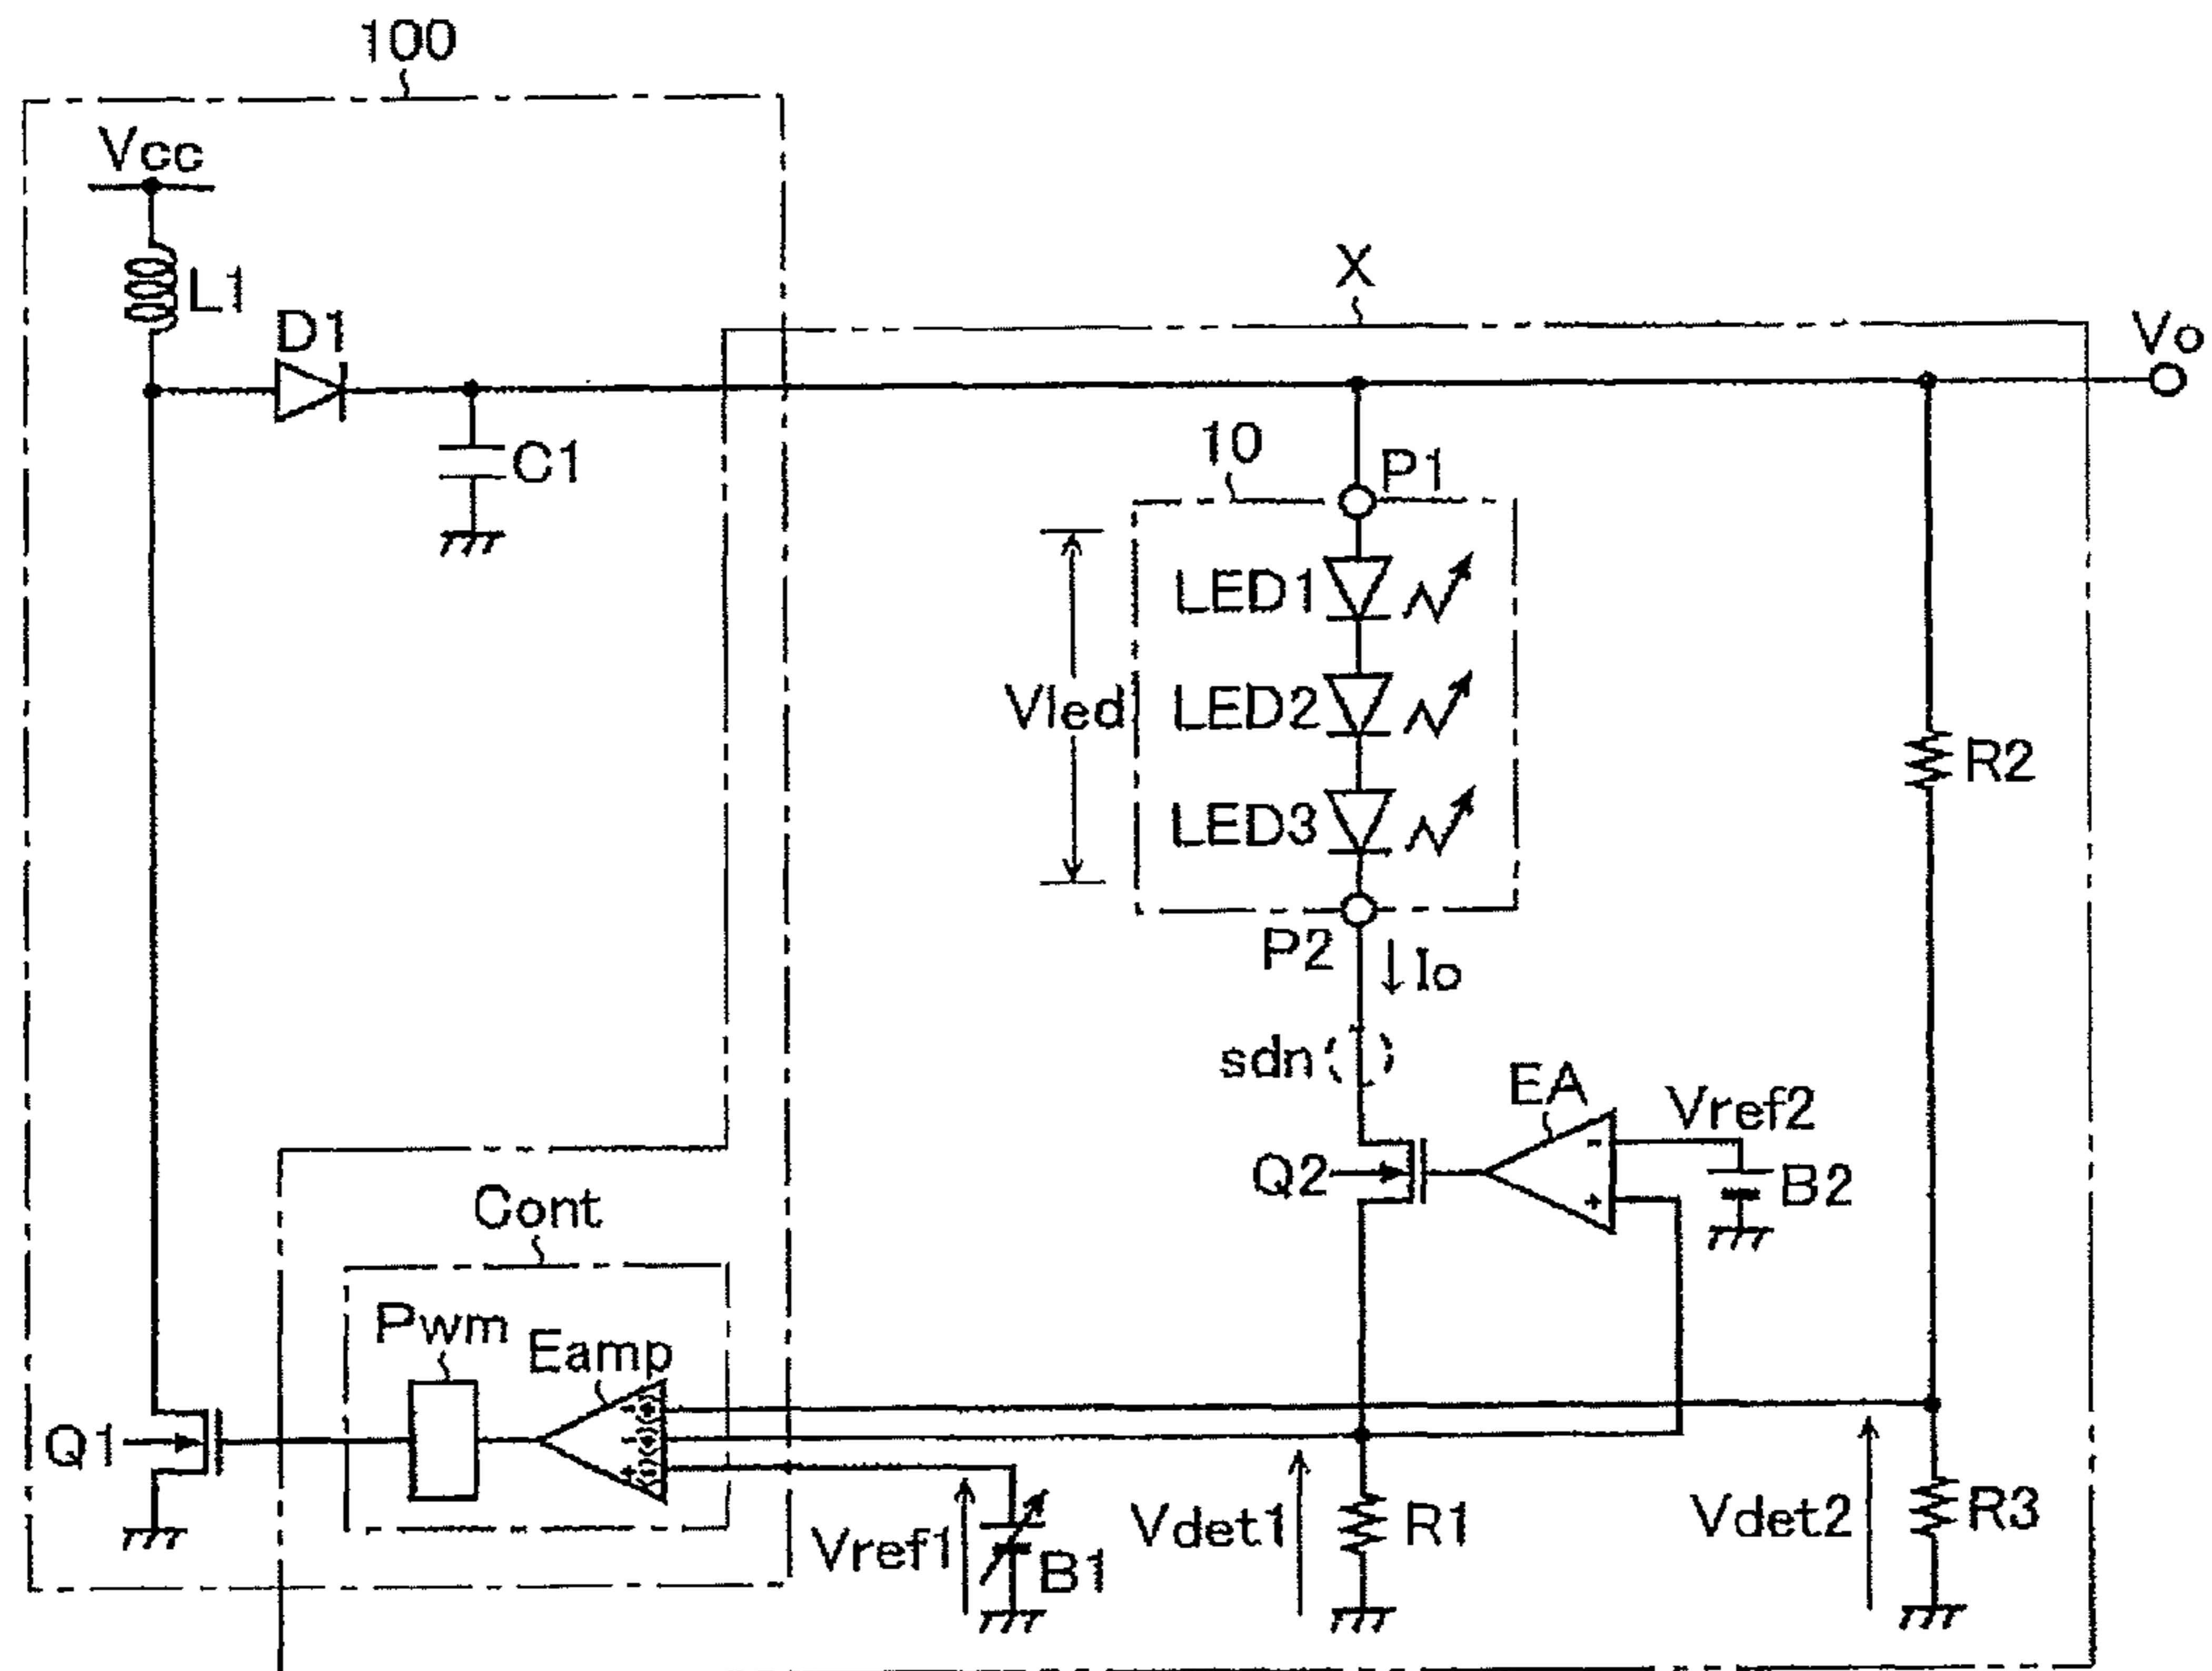 100
Vcc
L1
D1
C1
X
Vo
10
P1
LED1
LED2
LED3
Vled
R2
P2
Io
sdn
EA
Vref2
-
+
Q2
B2
Cont
Pwm
Eamp
Q1
Vref1
B1
Vdet1
R1
Vdet2
R3